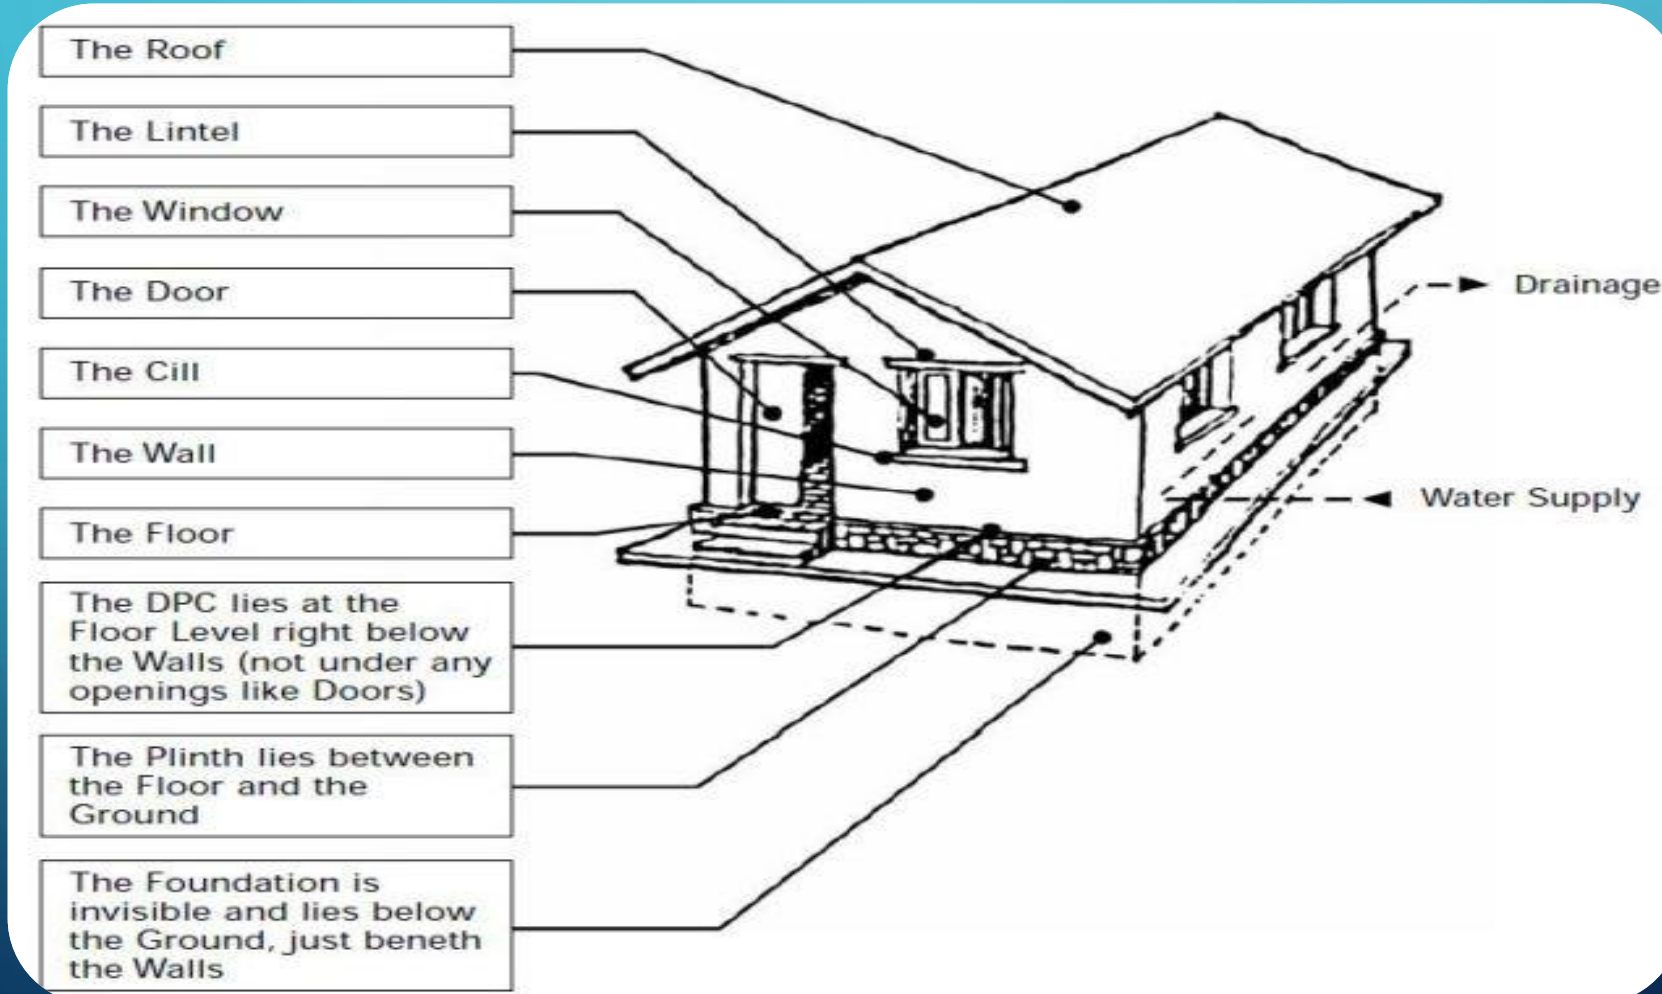 The Roof
The Lintel
The Window
The Door
The Cill
The Wall
The Floor
The DPC lies at the
Floor Level right below
the Walls (not under any
openings like Doors)
The Plinth lies between
the Floor and the
Ground
The Foundation is
invisible and lies below
the Ground, just beneth
the Walls
Drainage
Water Supply